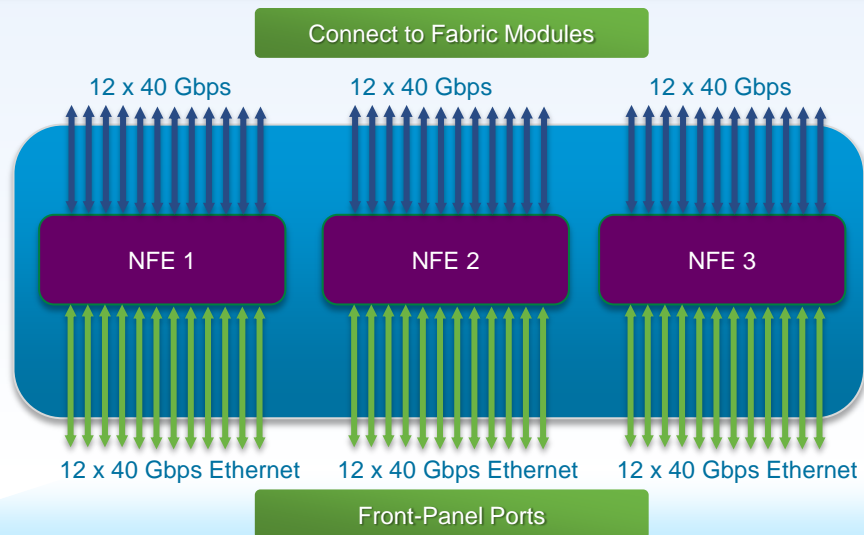 Connect to Fabric Modules
12 x 40 Gbps
12 x 40 Gbps
12 x 40 Gbps
NFE 1
NFE 2
NFE 3
12 x 40 Gbps Ethernet
12 x 40 Gbps Ethernet
12 x 40 Gbps Ethernet
Front-Panel Ports